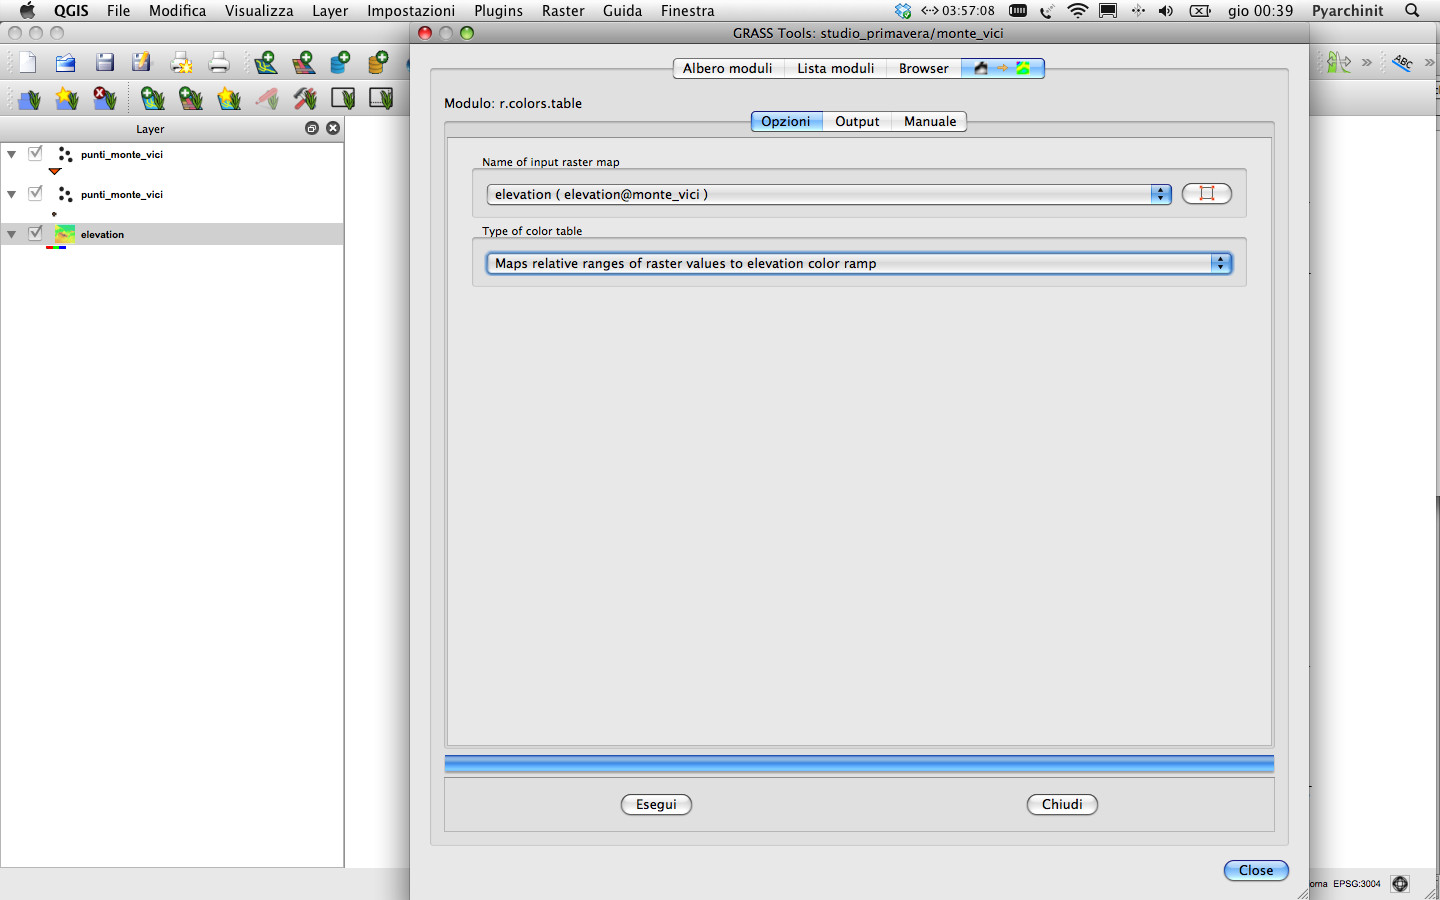 QGIS File Modifica Visualizza Layer Impostazioni Plugins Raster Guida Finestra 03:57:08 gio 00:39 Pyarchinit
GRASS Tools: studio_primavera/monte_vici
Albero moduli Lista moduli Browser
ABC
Modulo: r.colors.table
Opzioni Output Manuale
Layer
punti_monte_vici
punti_monte_vici
elevation
Name of input raster map
elevation ( elevation@monte_vici )
Type of color table
Maps relative ranges of raster values to elevation color ramp
Esegui Chiudi
Close
oma EPSG:3004